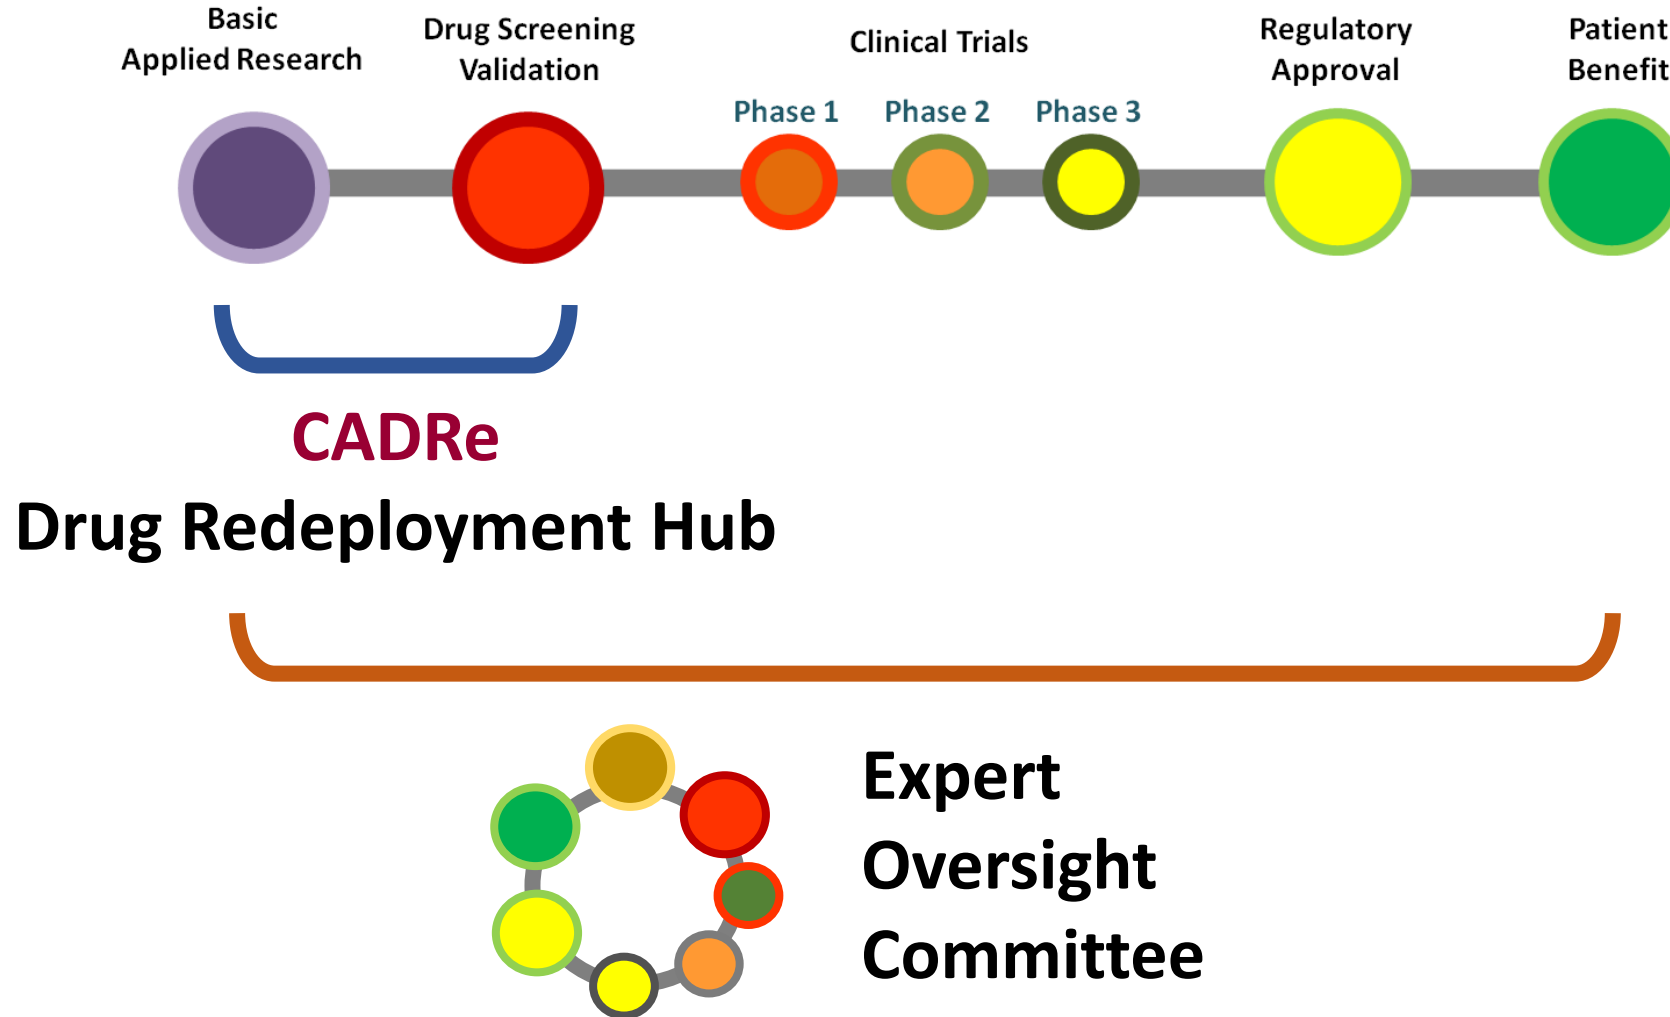 Basic
Applied Research
Drug Screening
Validation
Clinical Trials
Phase 1
Phase 2
Phase 3
Regulatory
Approval
Patient
Benefit
CADRe
Drug Redeployment Hub
Expert
Oversight
Committee